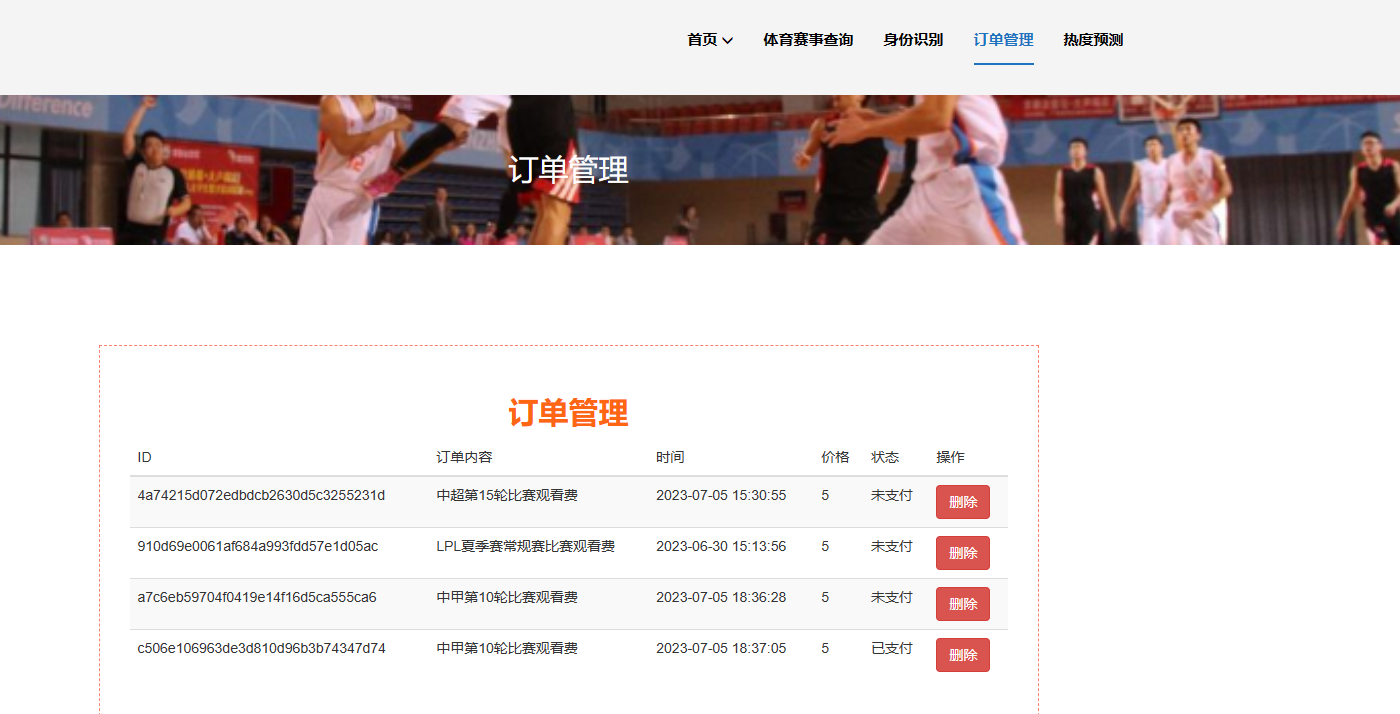 首页 体育赛事查询 身份识别 订单管理 热度预测
Difference
订单管理
订单管理
ID 订单内容 时间 价格 状态 操作
4a74215d072edbdcb2630d5c3255231d 中超第15轮比赛观看费 2023-07-05 15:30:55 5 未支付 删除
910d69e0061af684a993fdd57e1d05ac LPL夏季赛常规赛比赛观看费 2023-06-30 15:13:56 5 未支付 删除
a7c6eb59704f0419e14f16d5ca555ca6 中甲第10轮比赛观看费 2023-07-05 18:36:28 5 未支付 删除
c506e106963de3d810d96b3b74347d74 中甲第10轮比赛观看费 2023-07-05 18:37:05 5 已支付 删除